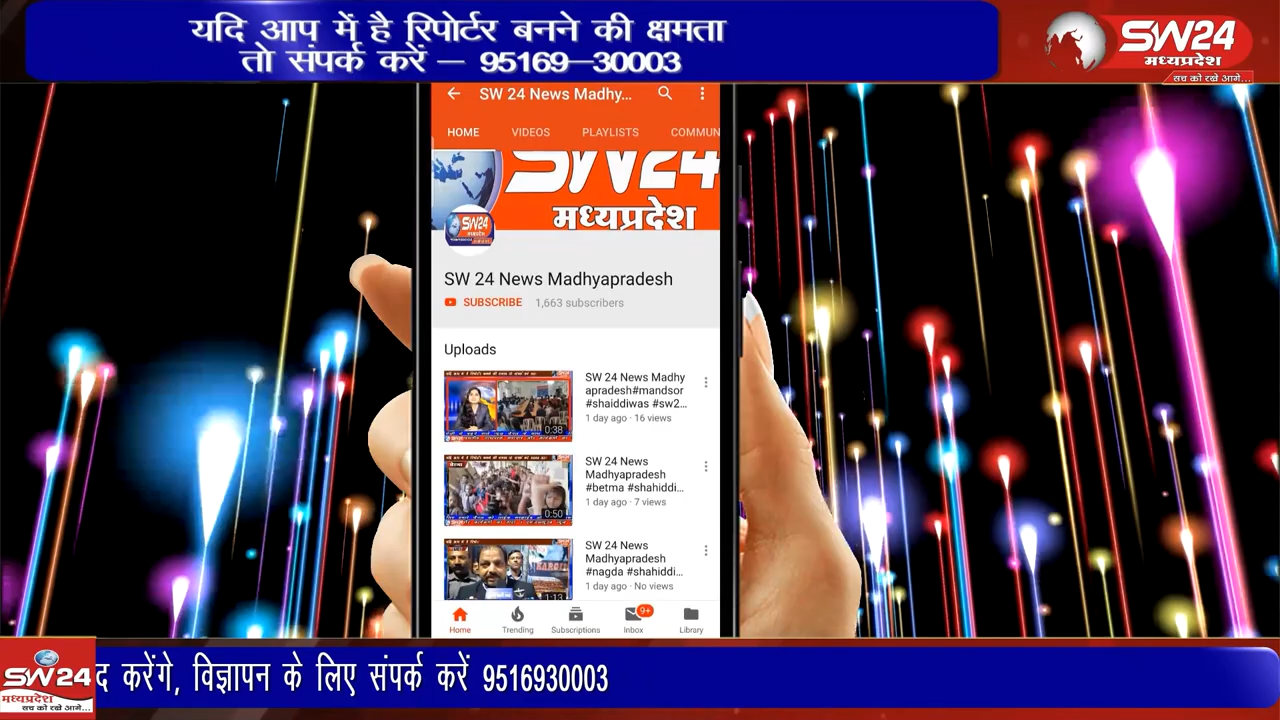 यदि आप में है रिपोर्टर बनने की क्षमता
तो संपर्क करें – 95169–30003
SW24
मध्यप्रदेश
सच को रखे आगे...
SW 24 News Madhy...
HOME VIDEOS PLAYLISTS COMMUN
SW24
मध्यप्रदेश
SW24
SW 24 News Madhyapradesh
SUBSCRIBE 1,663 subscribers
Uploads
SW 24 News Madhy
apradesh#mandsor
#shaiddiwas #sw2...
1 day ago · 16 views
0:38
SW 24 News
Madhyapradesh
#betma #shahiddi...
1 day ago · 7 views
0:50
SW 24 News
Madhyapradesh
#nagda #shahiddi...
1 day ago · No views
1:13
9+
Home Trending Subscriptions Inbox Library
SW24
मध्यप्रदेश
सच को रखे आगे...
द करेंगे, विज्ञापन के लिए संपर्क करें 9516930003